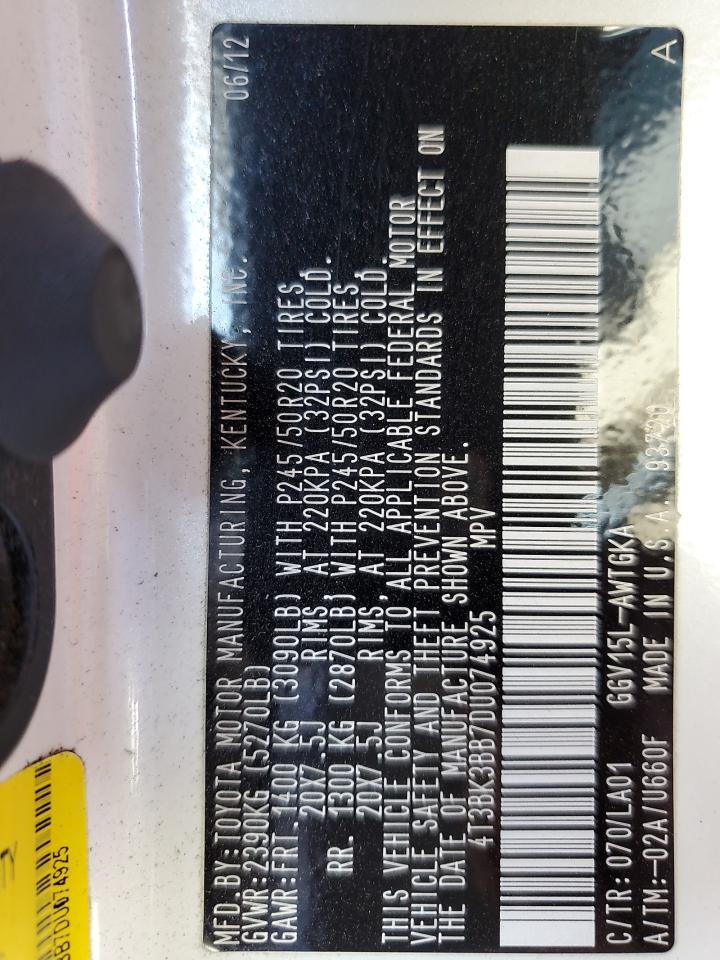 MFD.BY:TOYOTA MOTOR MANUFACTURING, KENTUCKY, INC. 06/12
GVWR:2390KG (5270LB)
GAWR:FRT.1400 KG (3090LB) WITH P245/50R20 TIRES,
20X7.5J RIMS, AT 220KPA (32PSI) COLD.
RR. 1300 KG (2870LB) WITH P245/50R20 TIRES,
20X7.5J RIMS, AT 220KPA (32PSI) COLD.
THIS VEHICLE CONFORMS TO ALL APPLICABLE FEDERAL MOTOR
VEHICLE SAFETY AND THEFT PREVENTION STANDARDS IN EFFECT ON
THE DATE OF MANUFACTURE SHOWN ABOVE.
4T3BK3BB7DU074925 MPV
C/TR: 070/LA01 GGV15L-AWTGKA
A/TM:-02A/U660F MADE IN U.S.A. 93720 A
BB7DU074925